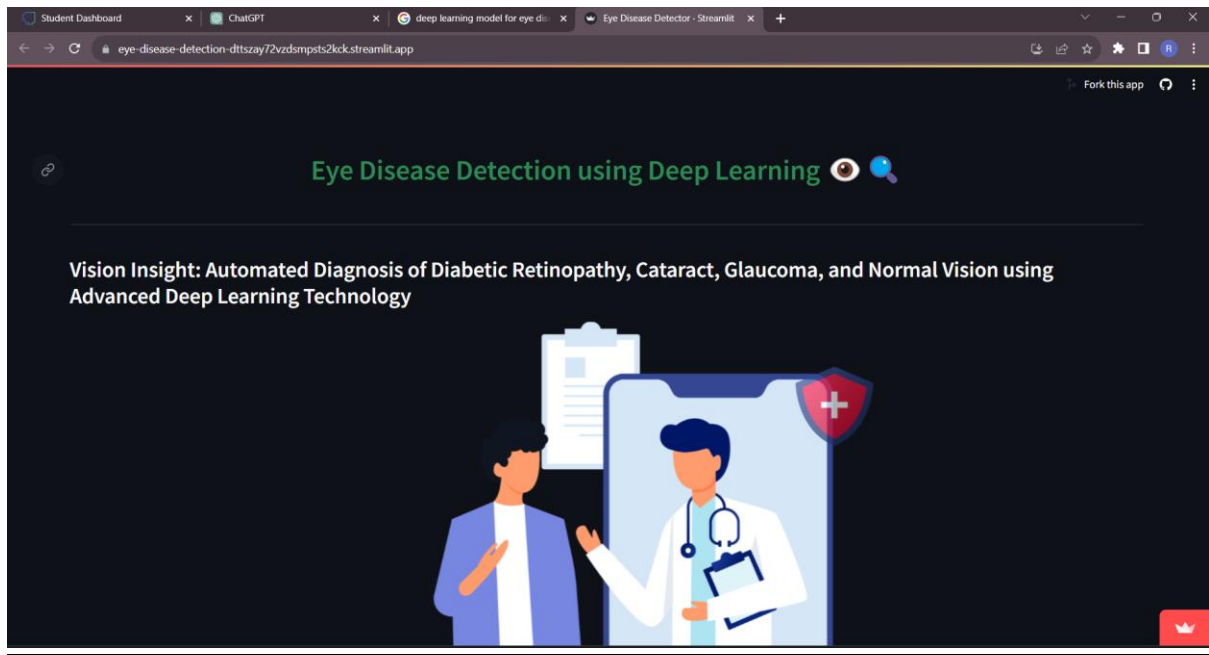 Student Dashboard
ChatGPT
deep learning model for eye dis
Eye Disease Detector · Streamlit
eye-disease-detection-dttszay72vzdsmpsts2kck.streamlit.app
R
Fork this app
Eye Disease Detection using Deep Learning 👁️ 🔍
Vision Insight: Automated Diagnosis of Diabetic Retinopathy, Cataract, Glaucoma, and Normal Vision using
Advanced Deep Learning Technology